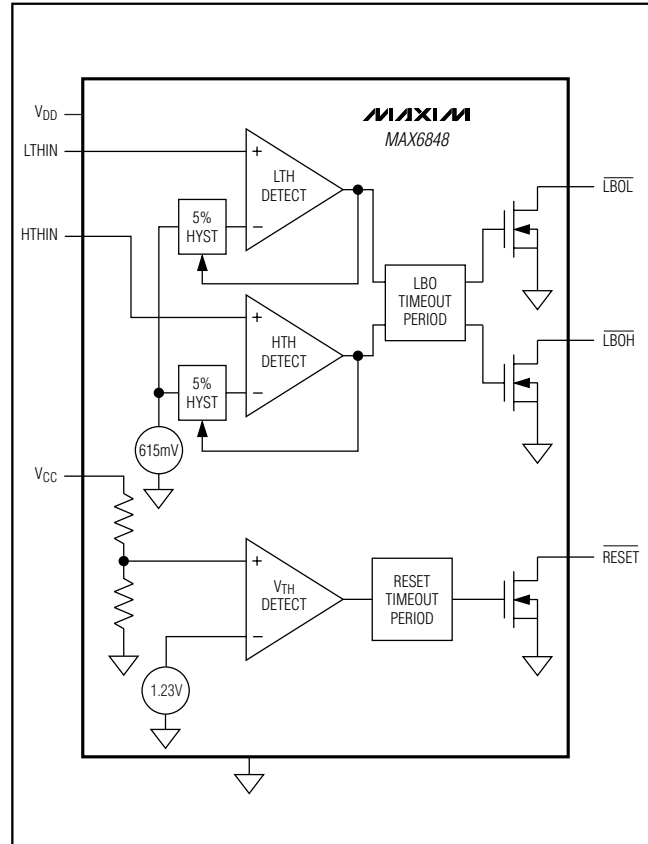 VDD
MAXIM
MAX6848
LTHIN
+
LTH
DETECT
LBOL
5%
HYST
−
HTHIN
LBO
TIMEOUT
PERIOD
+
HTH
DETECT
LBOH
5%
HYST
−
615mV
VCC
RESET
+
VTH
DETECT
RESET
TIMEOUT
PERIOD
−
1.23V